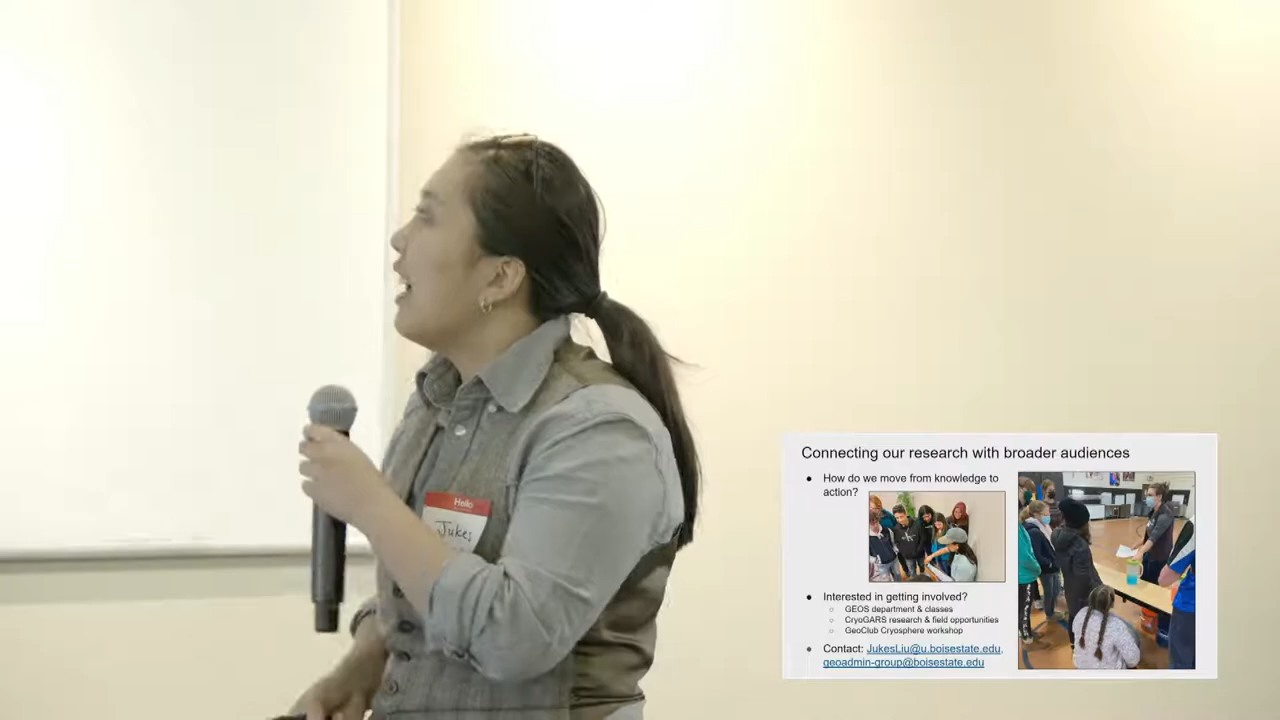 Hello
Jukes
Connecting our research with broader audiences
How do we move from knowledge to
action?
Interested in getting involved?
GEOS department & classes
CryoGARS research & field opportunities
GeoClub Cryosphere workshop
Contact: JukesLiu@u.boisestate.edu,
geoadmin-group@boisestate.edu